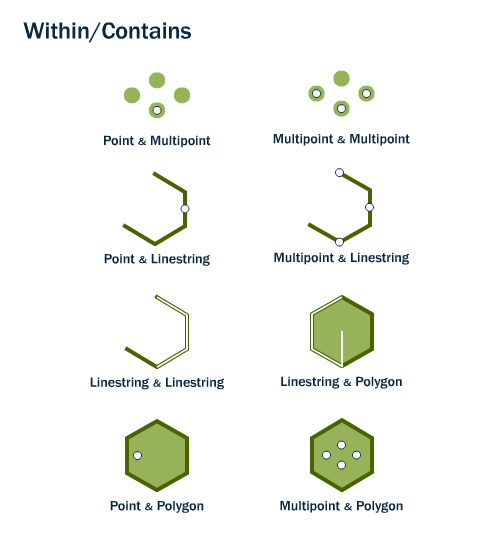 Within/Contains
Point & Multipoint
Multipoint & Multipoint
Point & Linestring
Multipoint & Linestring
Linestring & Linestring
Linestring & Polygon
Point & Polygon
Multipoint & Polygon